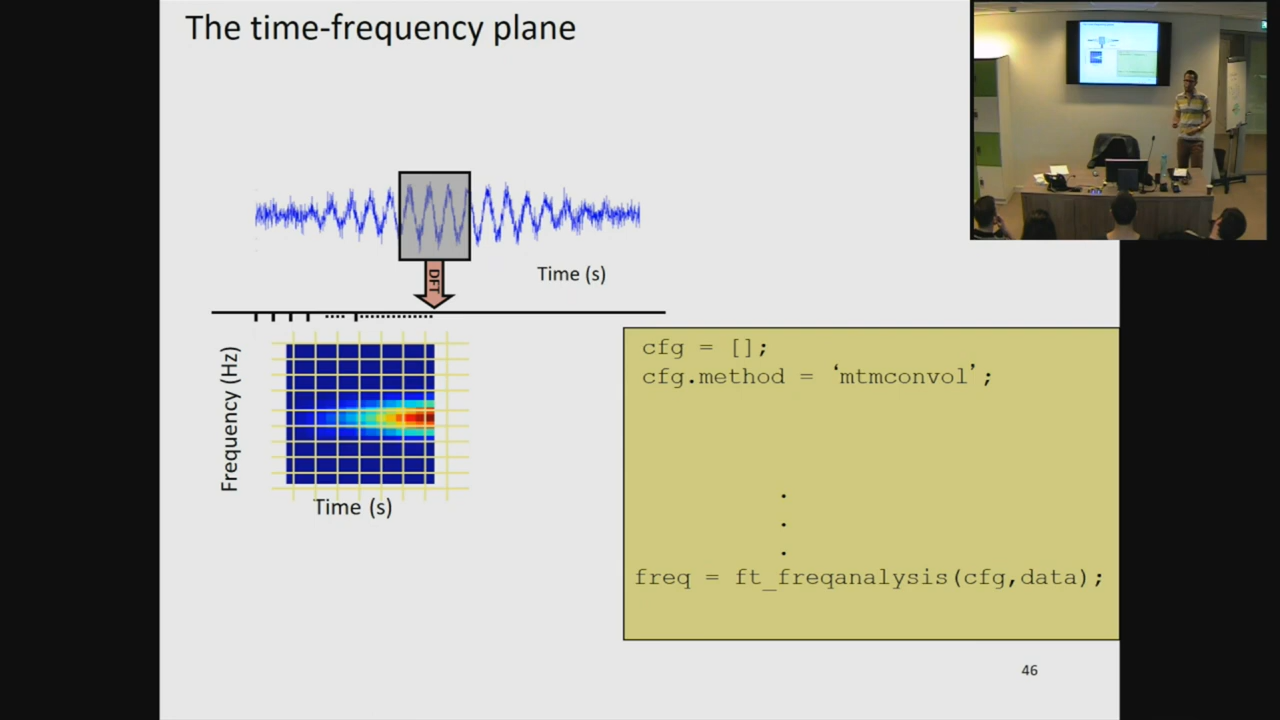 The time-frequency plane
DFT
Time (s)
Frequency (Hz)
Time (s)
cfg = [];
cfg.method = ‘mtmconvol’;
.
.
.
freq = ft_freqanalysis(cfg,data);
46